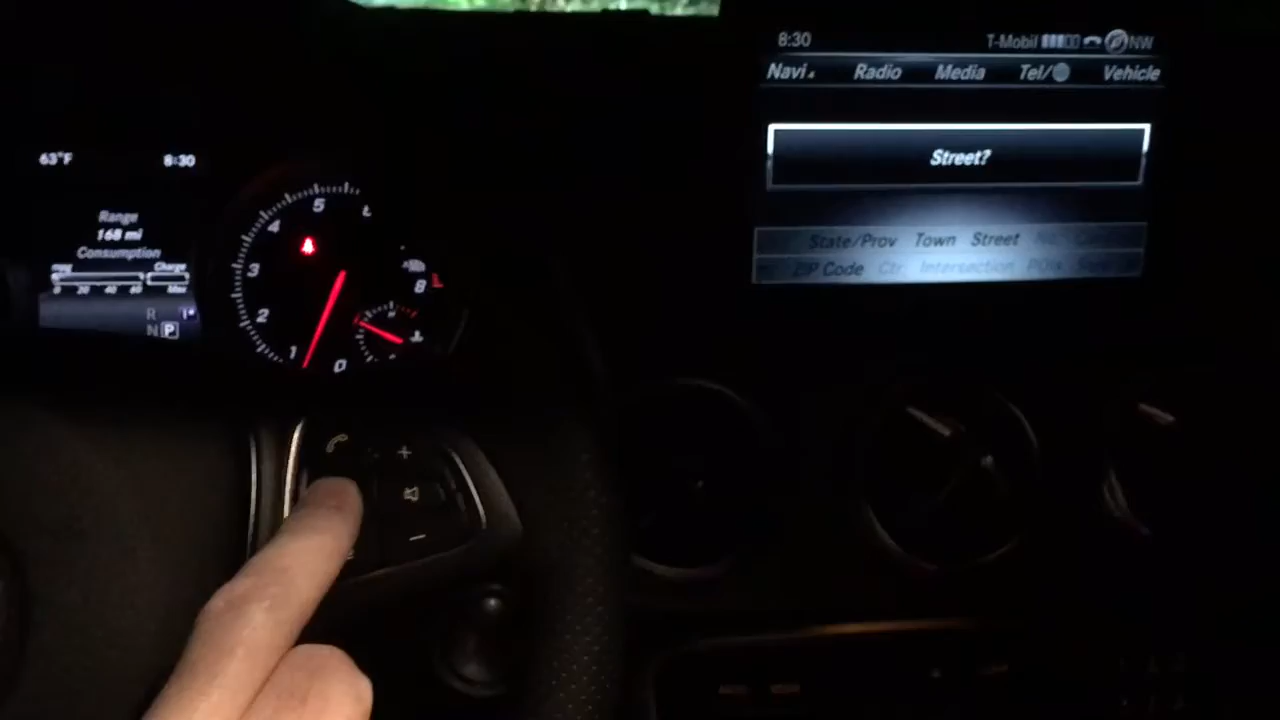 63°F 8:30
Range
168 mi
Consumption
mpg Charge
0 20 40 60 Max
R
N P
5
4
3
2
1
0
8
+
–
8:30 T-Mobil NW
Navi Radio Media Tel/ Vehicle
Street?
State/Prov Town Street
ZIP Code Ctr Intersection POIs